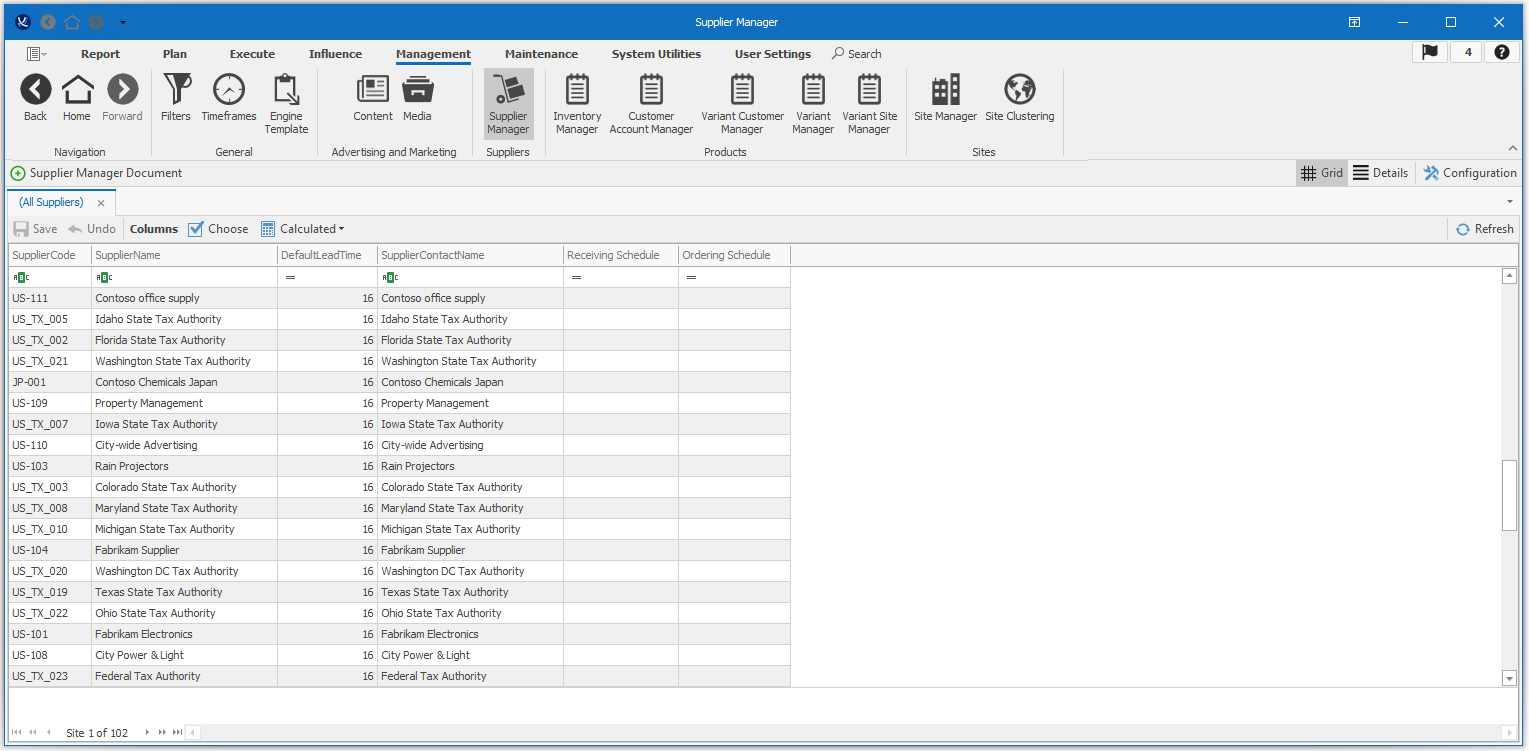 Supplier Manager
Report Plan Execute Influence Management Maintenance System Utilities User Settings Search 4 ?
Back Home Forward Filters Timeframes Engine Template Content Media Supplier Manager Inventory Manager Customer Account Manager Variant Customer Manager Variant Manager Variant Site Manager Site Manager Site Clustering
Navigation General Advertising and Marketing Suppliers Products Sites
Supplier Manager Document Grid Details Configuration
(All Suppliers) ×
Save Undo Columns Choose Calculated Refresh
SupplierCode SupplierName DefaultLeadTime SupplierContactName Receiving Schedule Ordering Schedule
ABC ABC = ABC = =
US-111 Contoso office supply 16 Contoso office supply
US_TX_005 Idaho State Tax Authority 16 Idaho State Tax Authority
US_TX_002 Florida State Tax Authority 16 Florida State Tax Authority
US_TX_021 Washington State Tax Authority 16 Washington State Tax Authority
JP-001 Contoso Chemicals Japan 16 Contoso Chemicals Japan
US-109 Property Management 16 Property Management
US_TX_007 Iowa State Tax Authority 16 Iowa State Tax Authority
US-110 City-wide Advertising 16 City-wide Advertising
US-103 Rain Projectors 16 Rain Projectors
US_TX_003 Colorado State Tax Authority 16 Colorado State Tax Authority
US_TX_008 Maryland State Tax Authority 16 Maryland State Tax Authority
US_TX_010 Michigan State Tax Authority 16 Michigan State Tax Authority
US-104 Fabrikam Supplier 16 Fabrikam Supplier
US_TX_020 Washington DC Tax Authority 16 Washington DC Tax Authority
US_TX_019 Texas State Tax Authority 16 Texas State Tax Authority
US_TX_022 Ohio State Tax Authority 16 Ohio State Tax Authority
US-101 Fabrikam Electronics 16 Fabrikam Electronics
US-108 City Power & Light 16 City Power & Light
US_TX_023 Federal Tax Authority 16 Federal Tax Authority
Site 1 of 102